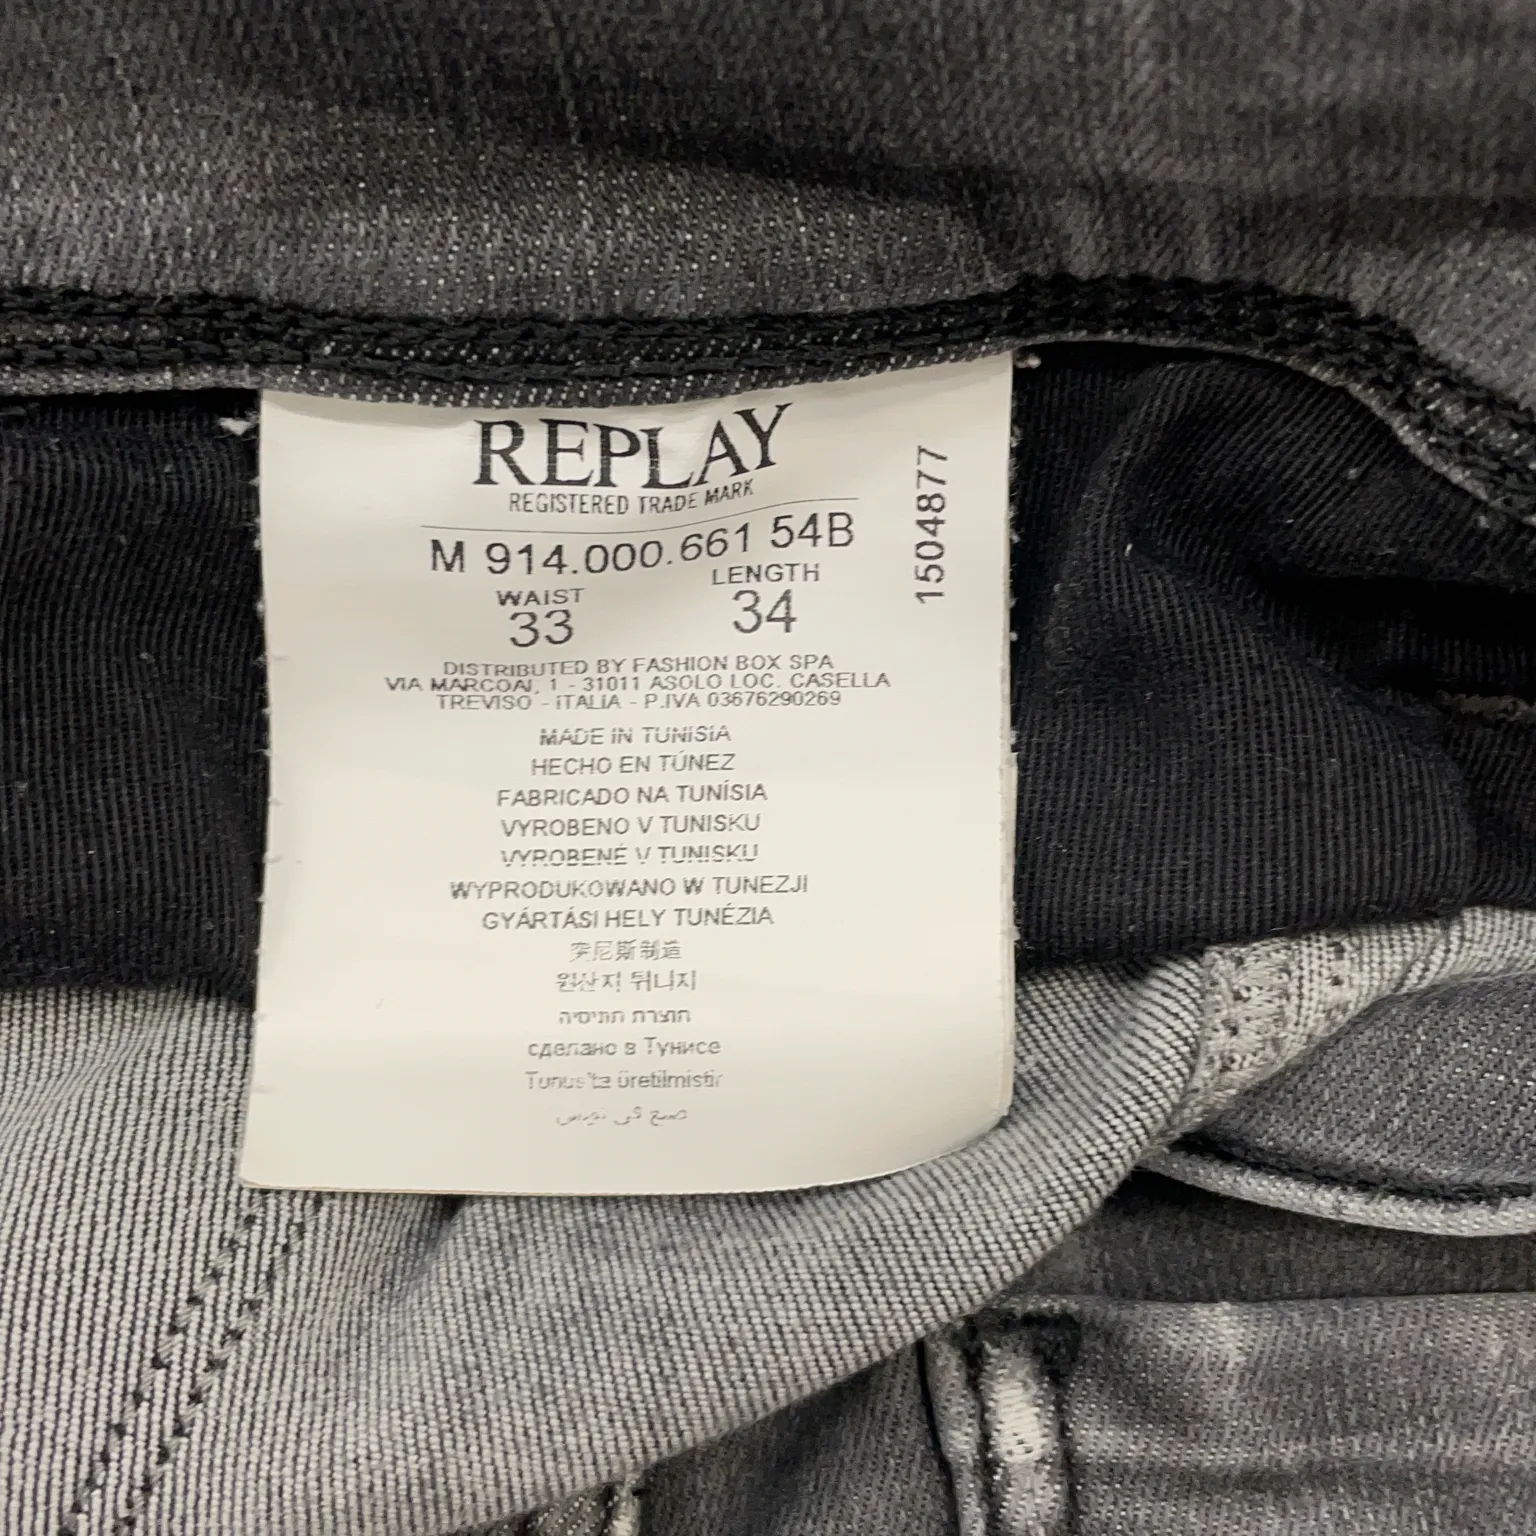 REPLAY
REGISTERED TRADE MARK
M 914.000.661 54B
1504877
WAIST LENGTH
33 34
DISTRIBUTED BY FASHION BOX SPA
VIA MARCOAI, 1 - 31011 ASOLO LOC. CASELLA
TREVISO - ITALIA - P.IVA 03676290269
MADE IN TUNISIA
HECHO EN TÚNEZ
FABRICADO NA TUNÍSIA
VYROBENO V TUNISKU
VYROBENÉ V TUNISKU
WYPRODUKOWANO W TUNEZJI
GYÁRTÁSI HELY TUNÉZIA
突尼斯制造
원산지 튀니지
תוצרת תוניסיה
сделано в Тунисе
Tunus'ta üretilmistir
صنع في تونس